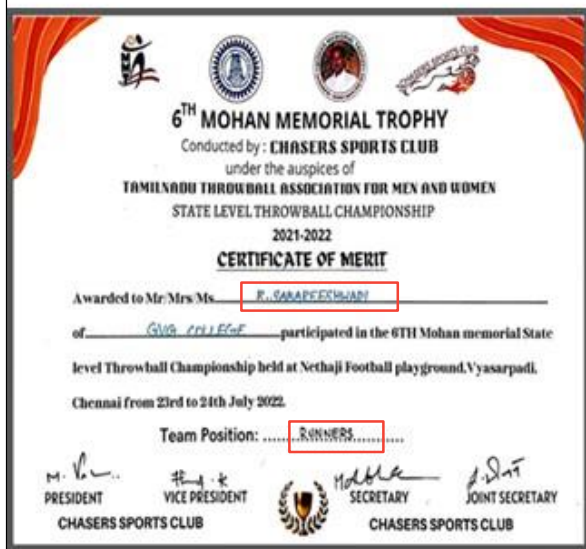 6TH MOHAN MEMORIAL TROPHY
Conducted by : CHASERS SPORTS CLUB
under the auspices of
TAMILNADU THROWBALL ASSOCIATION FOR MEN AND WOMEN
STATE LEVEL THROWBALL CHAMPIONSHIP
2021-2022
CERTIFICATE OF MERIT
Awarded to Mr/Mrs/Ms. R.
of GVG COLLEGE participated in the 6TH Mohan memorial State
level Throwball Championship held at Nethaji Football playground,Vyasarpadi,
Chennai from 23rd to 24th July 2022.
Team Position: ...... RUNNERS ......
PRESIDENT VICE PRESIDENT SECRETARY JOINT SECRETARY
CHASERS SPORTS CLUB CHASERS SPORTS CLUB